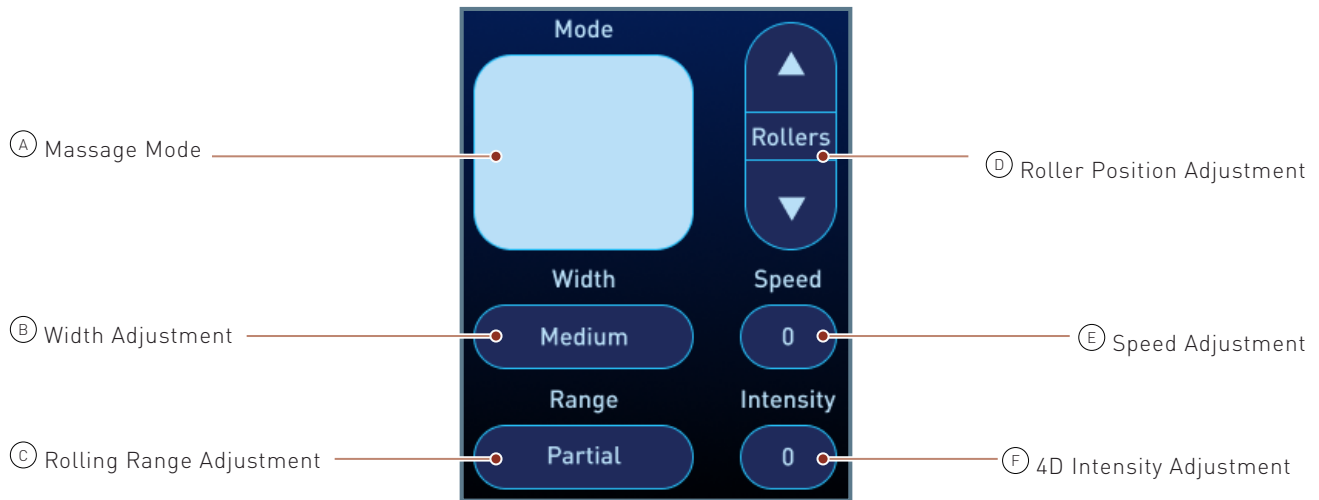 Mode
Rollers
Ⓐ Massage Mode
Ⓓ Roller Position Adjustment
Width
Speed
Ⓑ Width Adjustment
Medium
0
Ⓔ Speed Adjustment
Range
Intensity
Ⓒ Rolling Range Adjustment
Partial
0
Ⓕ 4D Intensity Adjustment